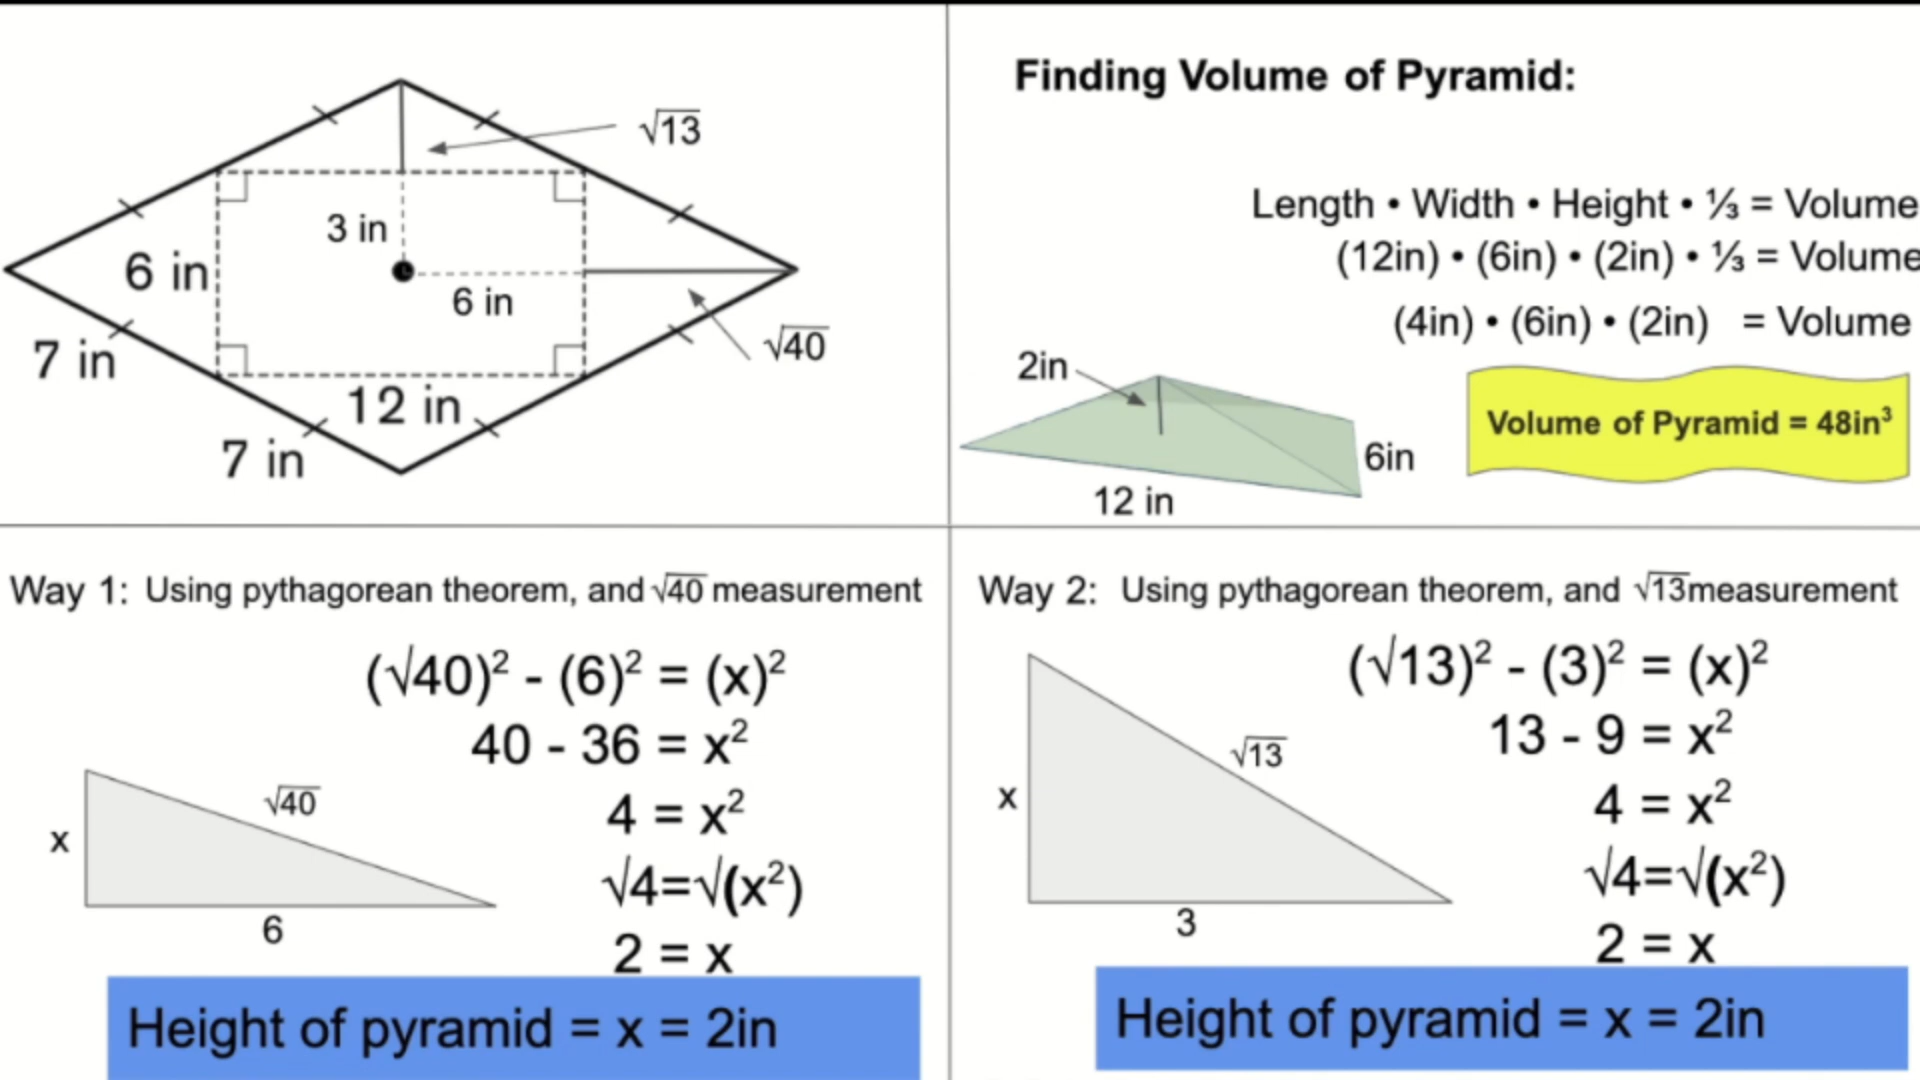 √13
3 in
6 in
6 in
√40
7 in
12 in
7 in
Finding Volume of Pyramid:
Length • Width • Height • ⅓ = Volume
(12in) • (6in) • (2in) • ⅓ = Volume
(4in) • (6in) • (2in) = Volume
2in
6in
12 in
Volume of Pyramid = 48in³
Way 1: Using pythagorean theorem, and √40 measurement
(√40)² - (6)² = (x)²
40 - 36 = x²
4 = x²
√4=√(x²)
2 = x
√40
x
6
Height of pyramid = x = 2in
Way 2: Using pythagorean theorem, and √13measurement
(√13)² - (3)² = (x)²
13 - 9 = x²
4 = x²
√4=√(x²)
2 = x
√13
x
3
Height of pyramid = x = 2in